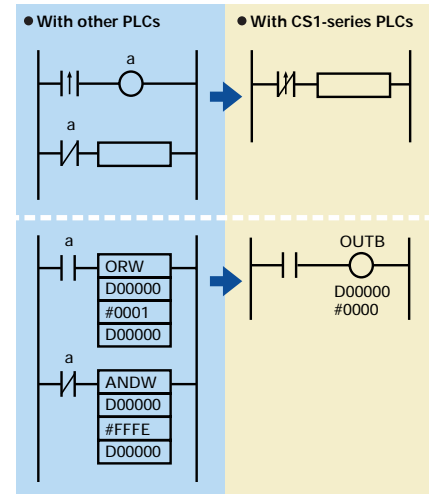 ● With other PLCs
● With CS1-series PLCs
a
a
a
ORW
D00000
#0001
D00000
a
ANDW
D00000
#FFFE
D00000
OUTB
D00000
#0000